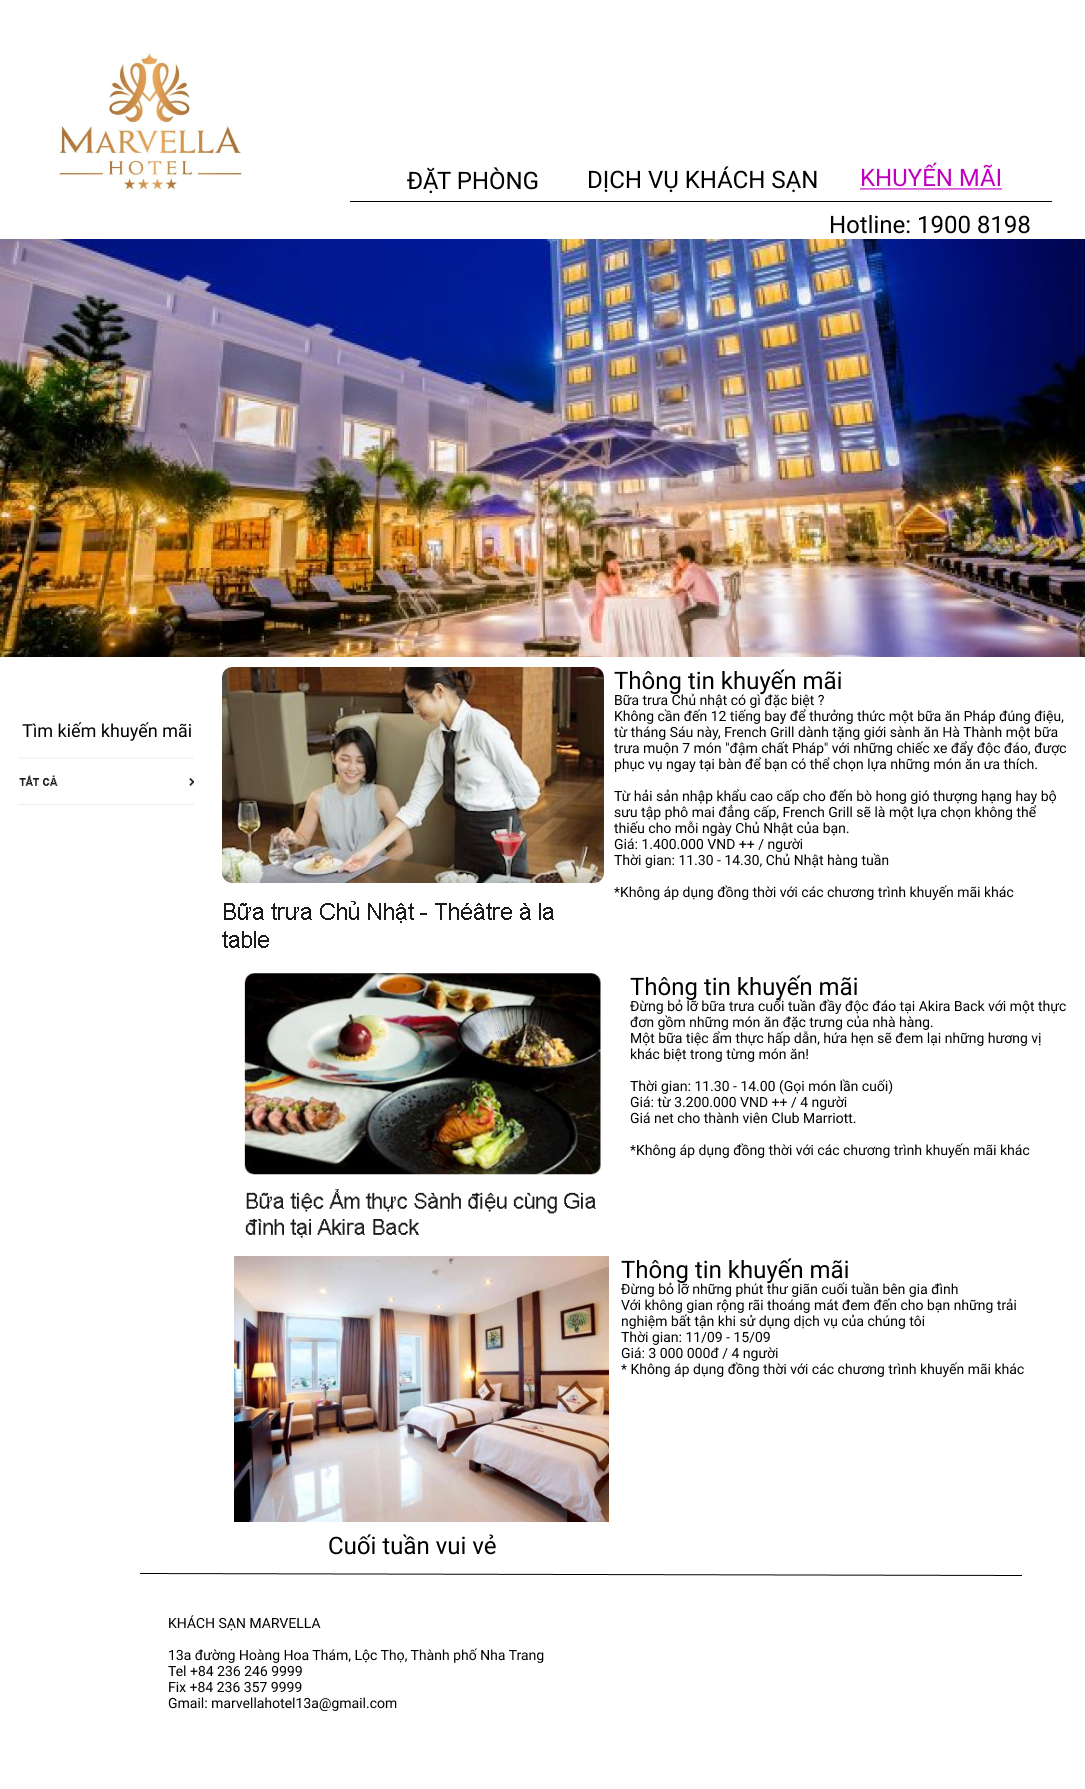 MARVELLA
HOTEL
ĐẶT PHÒNG
DỊCH VỤ KHÁCH SẠN
KHUYẾN MÃI
Hotline: 1900 8198
Tìm kiếm khuyến mãi
TẤT CẢ
Thông tin khuyến mãi
Bữa trưa Chủ nhật có gì đặc biệt ?
Không cần đến 12 tiếng bay để thưởng thức một bữa ăn Pháp đúng điệu,
từ tháng Sáu này, French Grill dành tặng giới sành ăn Hà Thành một bữa
trưa muộn 7 món "đậm chất Pháp" với những chiếc xe đẩy độc đáo, được
phục vụ ngay tại bàn để bạn có thể chọn lựa những món ăn ưa thích.
Từ hải sản nhập khẩu cao cấp cho đến bò hong gió thượng hạng hay bộ
sưu tập phô mai đẳng cấp, French Grill sẽ là một lựa chọn không thể
thiếu cho mỗi ngày Chủ Nhật của bạn.
Giá: 1.400.000 VND ++ / người
Thời gian: 11.30 - 14.30, Chủ Nhật hàng tuần
*Không áp dụng đồng thời với các chương trình khuyến mãi khác
Bữa trưa Chủ Nhật - Théâtre à la
table
Thông tin khuyến mãi
Đừng bỏ lỡ bữa trưa cuối tuần đầy độc đáo tại Akira Back với một thực
đơn gồm những món ăn đặc trưng của nhà hàng.
Một bữa tiệc ẩm thực hấp dẫn, hứa hẹn sẽ đem lại những hương vị
khác biệt trong từng món ăn!
Thời gian: 11.30 - 14.00 (Gọi món lần cuối)
Giá: từ 3.200.000 VND ++ / 4 người
Giá net cho thành viên Club Marriott.
*Không áp dụng đồng thời với các chương trình khuyến mãi khác
Bữa tiệc Ẩm thực Sành điệu cùng Gia
đình tại Akira Back
Thông tin khuyến mãi
Đừng bỏ lỡ những phút thư giãn cuối tuần bên gia đình
Với không gian rộng rãi thoáng mát đem đến cho bạn những trải
nghiệm bất tận khi sử dụng dịch vụ của chúng tôi
Thời gian: 11/09 - 15/09
Giá: 3 000 000đ / 4 người
* Không áp dụng đồng thời với các chương trình khuyến mãi khác
Cuối tuần vui vẻ
KHÁCH SẠN MARVELLA
13a đường Hoàng Hoa Thám, Lộc Thọ, Thành phố Nha Trang
Tel +84 236 246 9999
Fix +84 236 357 9999
Gmail: marvellahotel13a@gmail.com